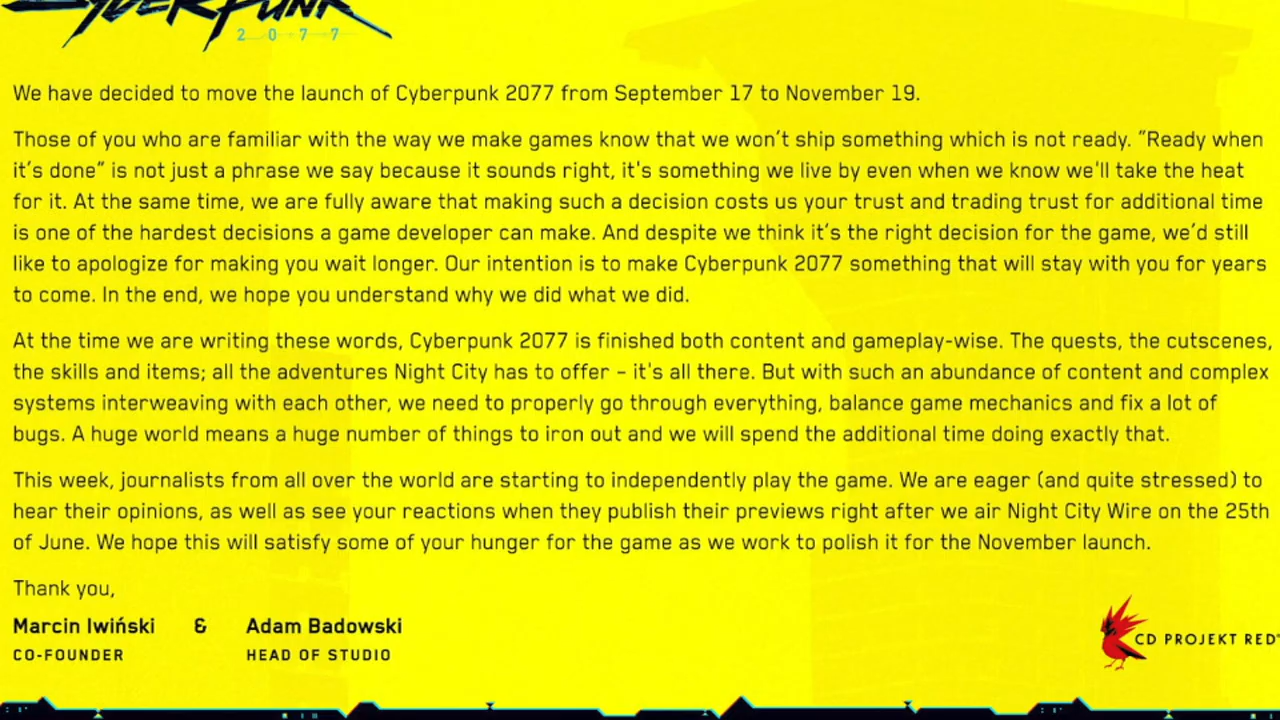 CYBERPUNK
2077
We have decided to move the launch of Cyberpunk 2077 from September 17 to November 19.
Those of you who are familiar with the way we make games know that we won't ship something which is not ready. "Ready when
it's done" is not just a phrase we say because it sounds right, it's something we live by even when we know we'll take the heat
for it. At the same time, we are fully aware that making such a decision costs us your trust and trading trust for additional time
is one of the hardest decisions a game developer can make. And despite we think it's the right decision for the game, we'd still
like to apologize for making you wait longer. Our intention is to make Cyberpunk 2077 something that will stay with you for years
to come. In the end, we hope you understand why we did what we did.
At the time we are writing these words, Cyberpunk 2077 is finished both content and gameplay-wise. The quests, the cutscenes,
the skills and items; all the adventures Night City has to offer – it's all there. But with such an abundance of content and complex
systems interweaving with each other, we need to properly go through everything, balance game mechanics and fix a lot of
bugs. A huge world means a huge number of things to iron out and we will spend the additional time doing exactly that.
This week, journalists from all over the world are starting to independently play the game. We are eager (and quite stressed) to
hear their opinions, as well as see your reactions when they publish their previews right after we air Night City Wire on the 25th
of June. We hope this will satisfy some of your hunger for the game as we work to polish it for the November launch.
Thank you,
Marcin Iwiński & Adam Badowski
CO-FOUNDER HEAD OF STUDIO
CD PROJEKT RED